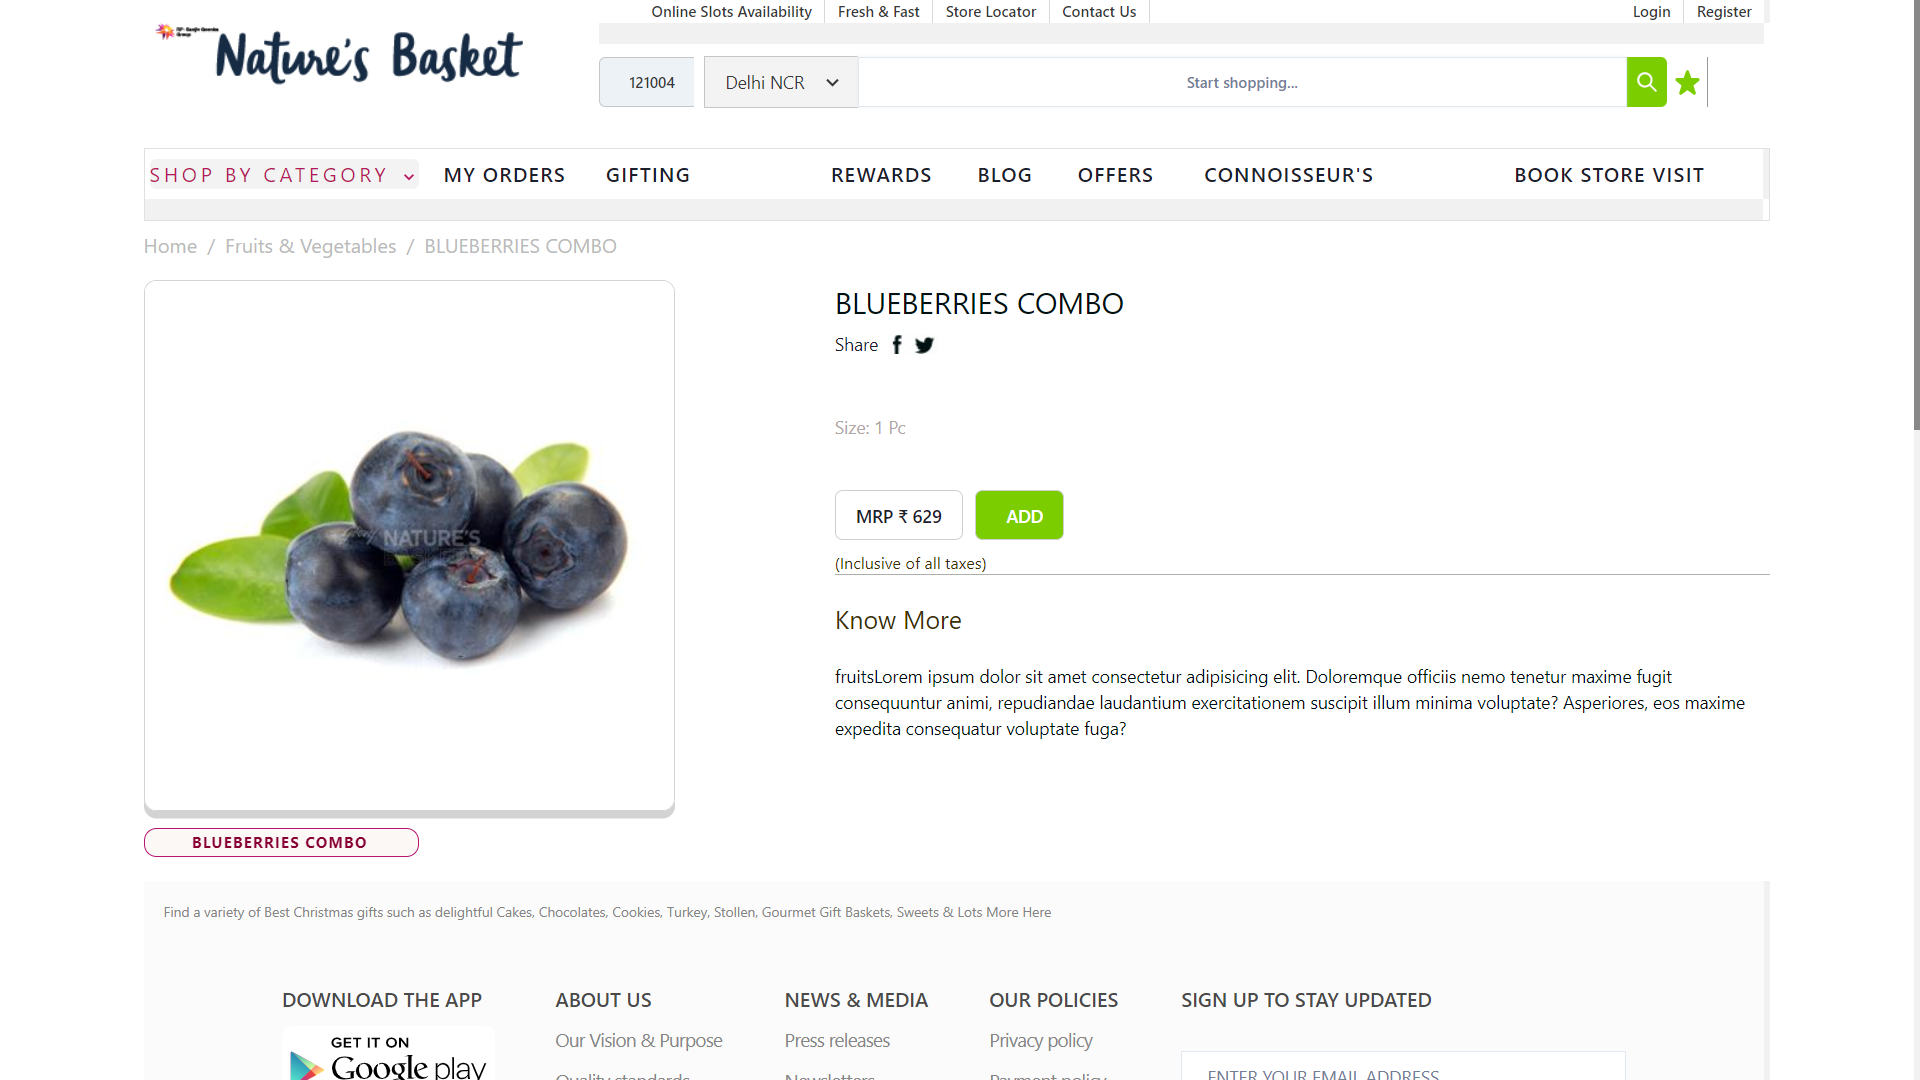 Online Slots Availability
Fresh & Fast
Store Locator
Contact Us
Login
Register
Nature's Basket
121004
Delhi NCR
Start shopping...
SHOP BY CATEGORY
MY ORDERS
GIFTING
REWARDS
BLOG
OFFERS
CONNOISSEUR'S
BOOK STORE VISIT
Home / Fruits & Vegetables / BLUEBERRIES COMBO
NATURE'S
BLUEBERRIES COMBO
Share
Size: 1 Pc
MRP ₹ 629
ADD
(Inclusive of all taxes)
Know More
fruitsLorem ipsum dolor sit amet consectetur adipisicing elit. Doloremque officiis nemo tenetur maxime fugit
consequuntur animi, repudiandae laudantium exercitationem suscipit illum minima voluptate? Asperiores, eos maxime
expedita consequatur voluptate fuga?
BLUEBERRIES COMBO
Find a variety of Best Christmas gifts such as delightful Cakes, Chocolates, Cookies, Turkey, Stollen, Gourmet Gift Baskets, Sweets & Lots More Here
DOWNLOAD THE APP
GET IT ON
Google play
ABOUT US
Our Vision & Purpose
Quality standards
NEWS & MEDIA
Press releases
Newsletters
OUR POLICIES
Privacy policy
Payment policy
SIGN UP TO STAY UPDATED
ENTER YOUR EMAIL ADDRESS